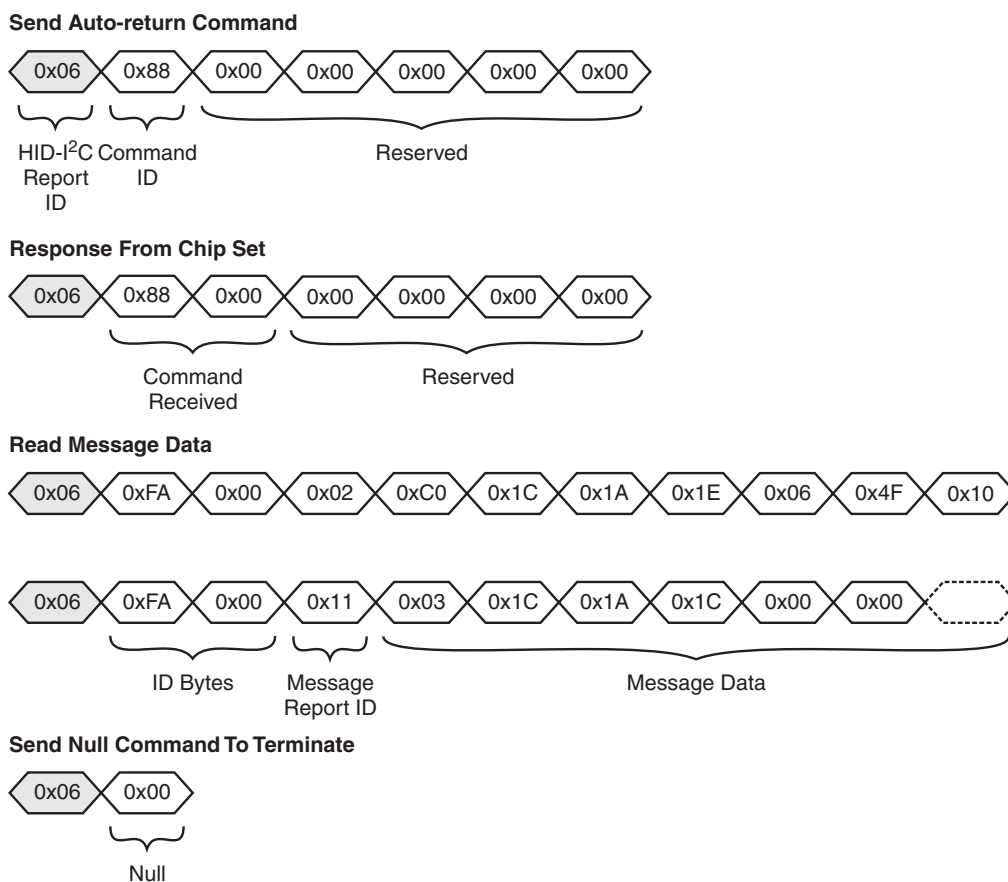 Send Auto-return Command
0x06 0x88 0x00 0x00 0x00 0x00 0x00
HID-I²C Command Reserved
Report ID
ID
Response From Chip Set
0x06 0x88 0x00 0x00 0x00 0x00 0x00
Command Reserved
Received
Read Message Data
0x06 0xFA 0x00 0x02 0xC0 0x1C 0x1A 0x1E 0x06 0x4F 0x10
0x06 0xFA 0x00 0x11 0x03 0x1C 0x1A 0x1C 0x00 0x00
ID Bytes Message Message Data
Report ID
Send Null Command To Terminate
0x06 0x00
Null